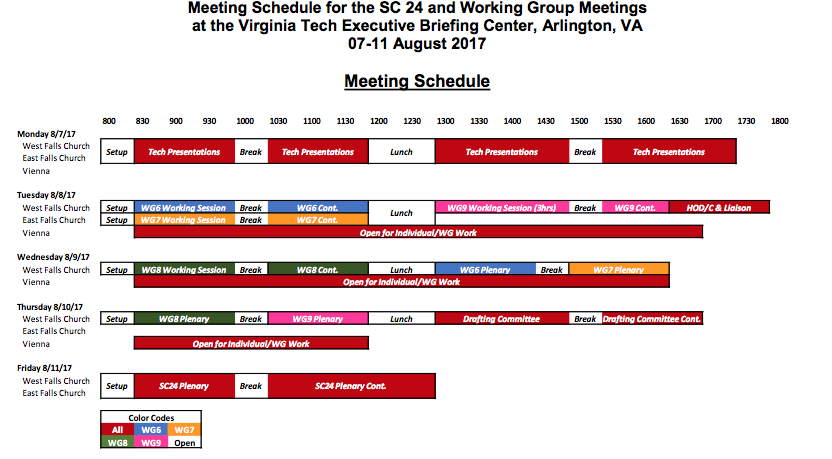 Meeting Schedule for the SC 24 and Working Group Meetings
at the Virginia Tech Executive Briefing Center, Arlington, VA
07-11 August 2017
Meeting Schedule
800 830 900 930 1000 1030 1100 1130 1200 1230 1300 1330 1400 1430 1500 1530 1600 1630 1700 1730 1800
Monday 8/7/17
West Falls Church
East Falls Church
Setup Tech Presentations Break Tech Presentations Lunch Tech Presentations Break Tech Presentations
Vienna
Tuesday 8/8/17
West Falls Church Setup WG6 Working Session Break WG6 Cont. Lunch WG9 Working Session (3hrs) Break WG9 Cont. HOD/C & Liaison
East Falls Church Setup WG7 Working Session Break WG7 Cont.
Vienna Open for Individual/WG Work
Wednesday 8/9/17
West Falls Church Setup WG8 Working Session Break WG8 Cont. Lunch WG6 Plenary Break WG7 Plenary
Vienna Open for Individual/WG Work
Thursday 8/10/17
West Falls Church Setup WG8 Plenary Break WG9 Plenary Lunch Drafting Committee Break Drafting Committee Cont.
East Falls Church
Vienna Open for Individual/WG Work
Friday 8/11/17
West Falls Church
East Falls Church
Setup SC24 Plenary Break SC24 Plenary Cont.
Color Codes
All WG6 WG7
WG8 WG9 Open